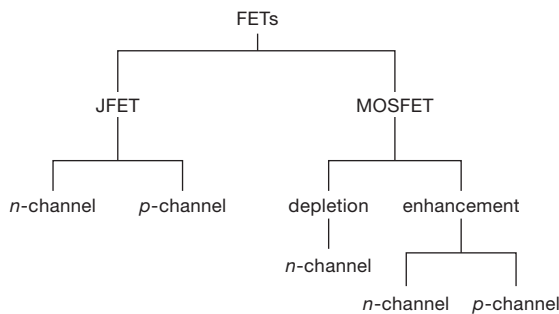 FETs
JFET MOSFET
n-channel p-channel depletion enhancement
n-channel
n-channel p-channel